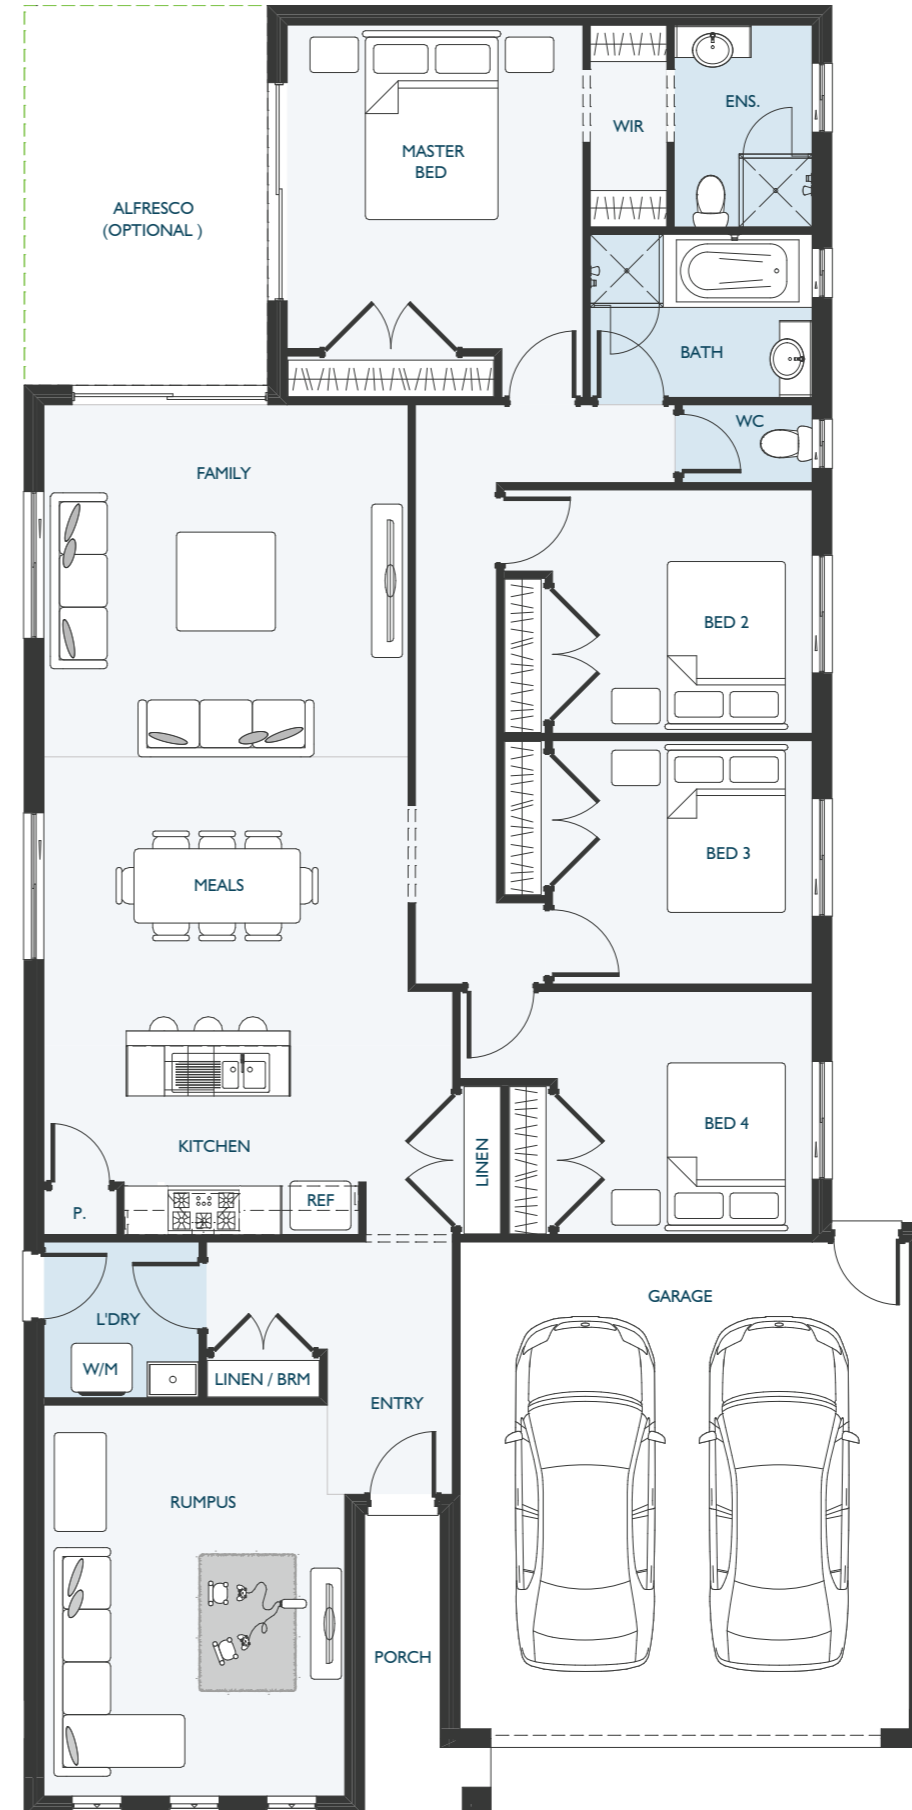 ENS.
WIR
MASTER
BED
ALFRESCO
(OPTIONAL )
BATH
WC
FAMILY
BED 2
BED 3
MEALS
BED 4
KITCHEN
LINEN
REF
P.
GARAGE
L'DRY
W/M
LINEN / BRM
ENTRY
RUMPUS
PORCH